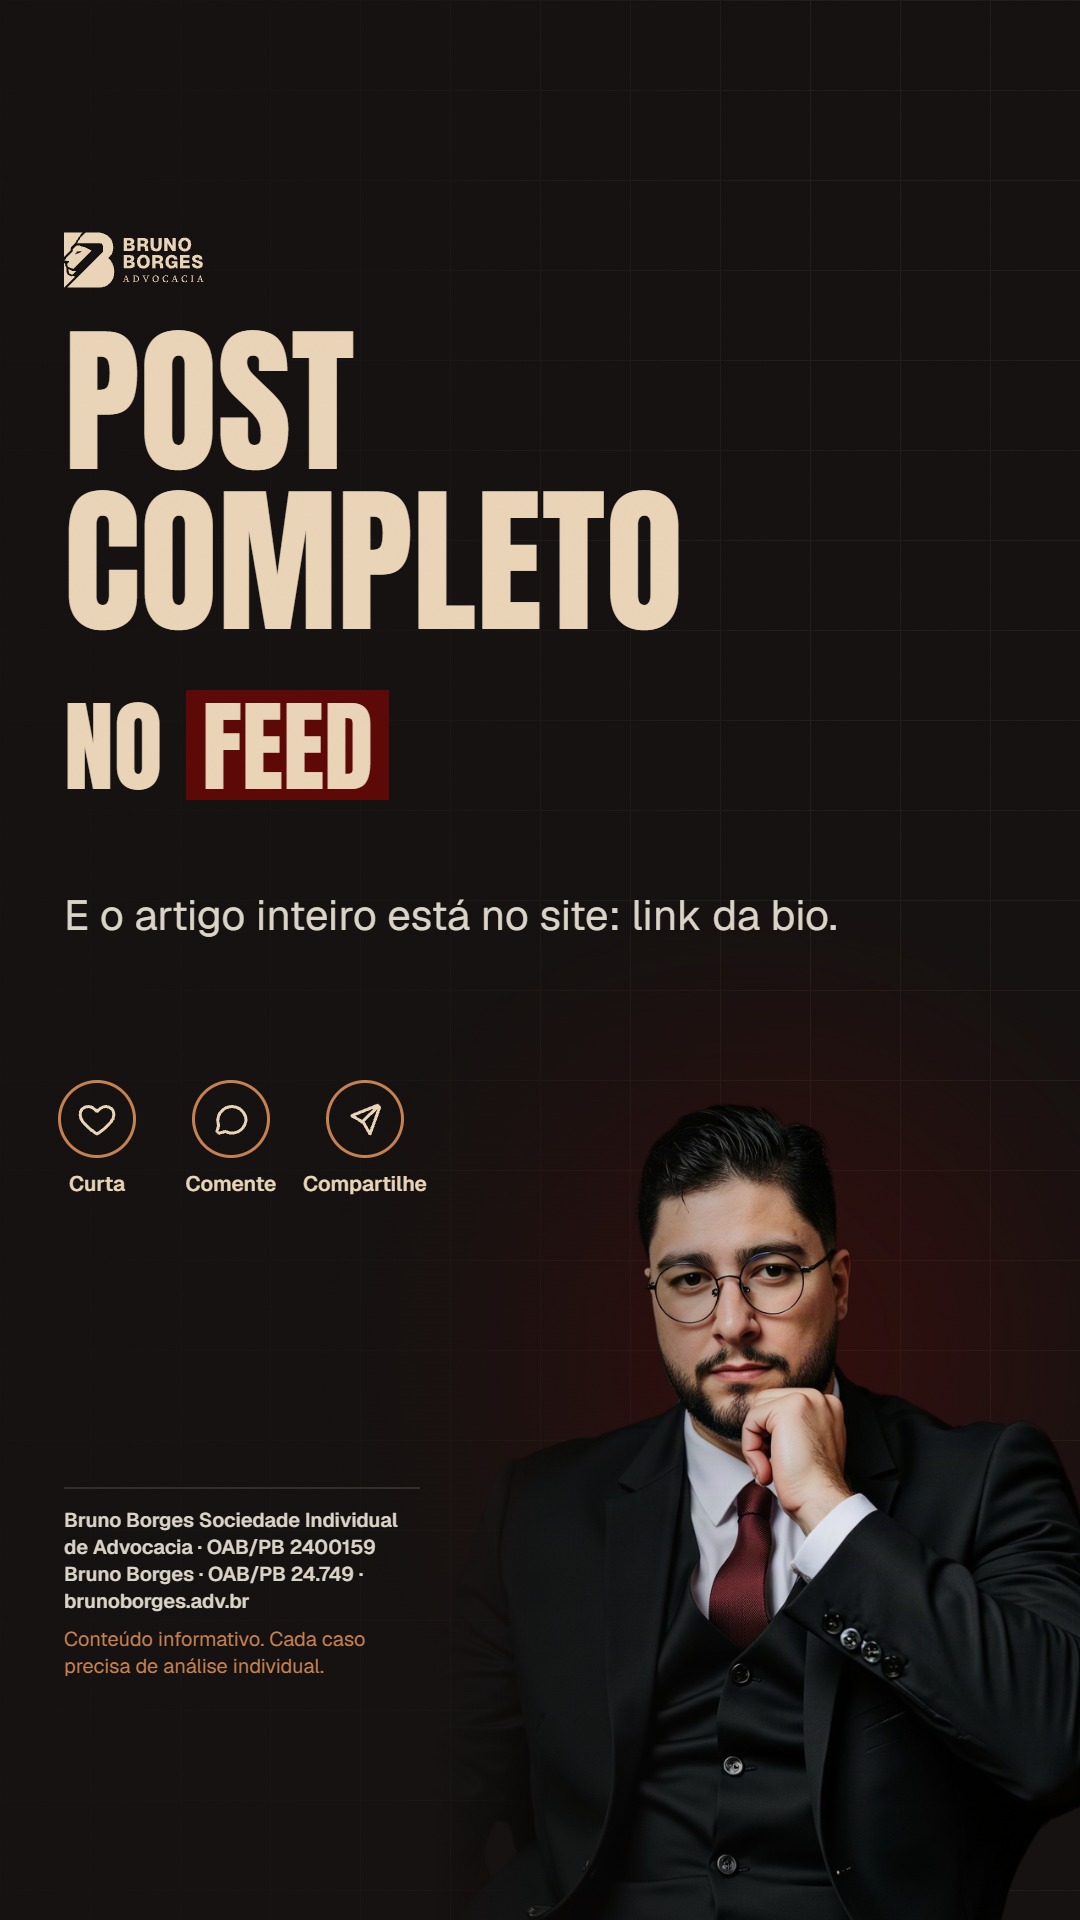 BRUNO
BORGES
ADVOCACIA
POST
COMPLETO
NO FEED
E o artigo inteiro está no site: link da bio.
Curta Comente Compartilhe
Bruno Borges Sociedade Individual
de Advocacia · OAB/PB 2400159
Bruno Borges · OAB/PB 24.749 ·
brunoborges.adv.br
Conteúdo informativo. Cada caso
precisa de análise individual.